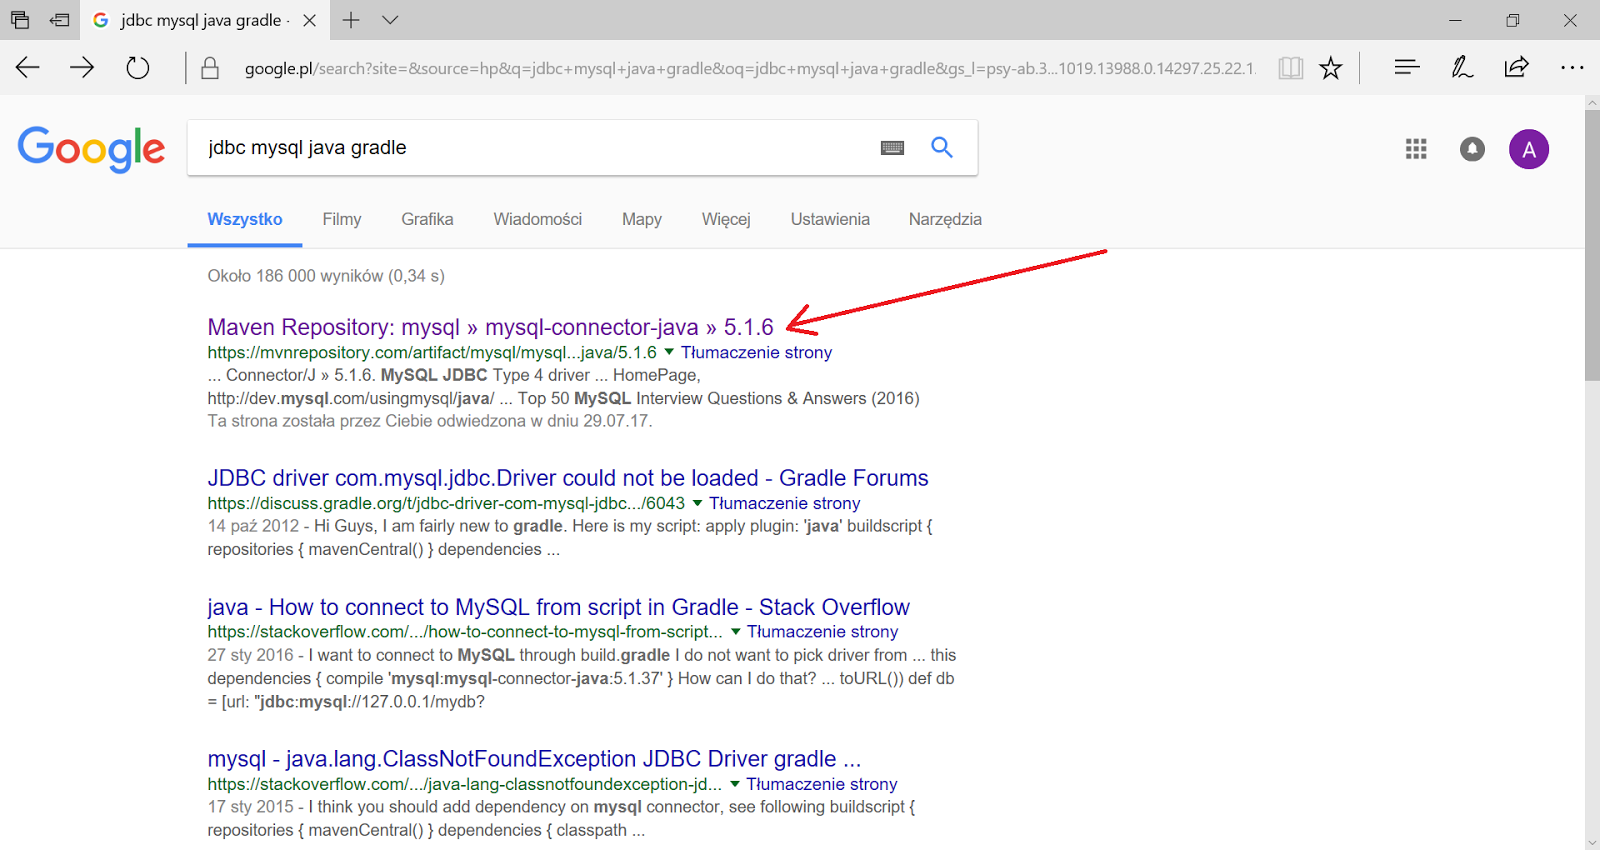 jdbc mysql java gradle -
google.pl/search?site=&source=hp&q=jdbc+mysql+java+gradle&oq=jdbc+mysql+java+gradle&gs_l=psy-ab.3...1019.13988.0.14297.25.22.1.
Google
jdbc mysql java gradle
A
Wszystko Filmy Grafika Wiadomości Mapy Więcej Ustawienia Narzędzia
Około 186 000 wyników (0,34 s)
Maven Repository: mysql » mysql-connector-java » 5.1.6
https://mvnrepository.com/artifact/mysql/mysql...java/5.1.6 ▼ Tłumaczenie strony
... Connector/J » 5.1.6. MySQL JDBC Type 4 driver ... HomePage,
http://dev.mysql.com/usingmysql/java/ ... Top 50 MySQL Interview Questions & Answers (2016)
Ta strona została przez Ciebie odwiedzona w dniu 29.07.17.
JDBC driver com.mysql.jdbc.Driver could not be loaded - Gradle Forums
https://discuss.gradle.org/t/jdbc-driver-com-mysql-jdbc.../6043 ▼ Tłumaczenie strony
14 paź 2012 - Hi Guys, I am fairly new to gradle. Here is my script: apply plugin: 'java' buildscript {
repositories { mavenCentral() } dependencies ...
java - How to connect to MySQL from script in Gradle - Stack Overflow
https://stackoverflow.com/.../how-to-connect-to-mysql-from-script... ▼ Tłumaczenie strony
27 sty 2016 - I want to connect to MySQL through build.gradle I do not want to pick driver from ... this
dependencies { compile 'mysql:mysql-connector-java:5.1.37' } How can I do that? ... toURL()) def db
= [url: "jdbc:mysql://127.0.0.1/mydb?
mysql - java.lang.ClassNotFoundException JDBC Driver gradle ...
https://stackoverflow.com/.../java-lang-classnotfoundexception-jd... ▼ Tłumaczenie strony
17 sty 2015 - I think you should add dependency on mysql connector, see following buildscript {
repositories { mavenCentral() } dependencies { classpath ...